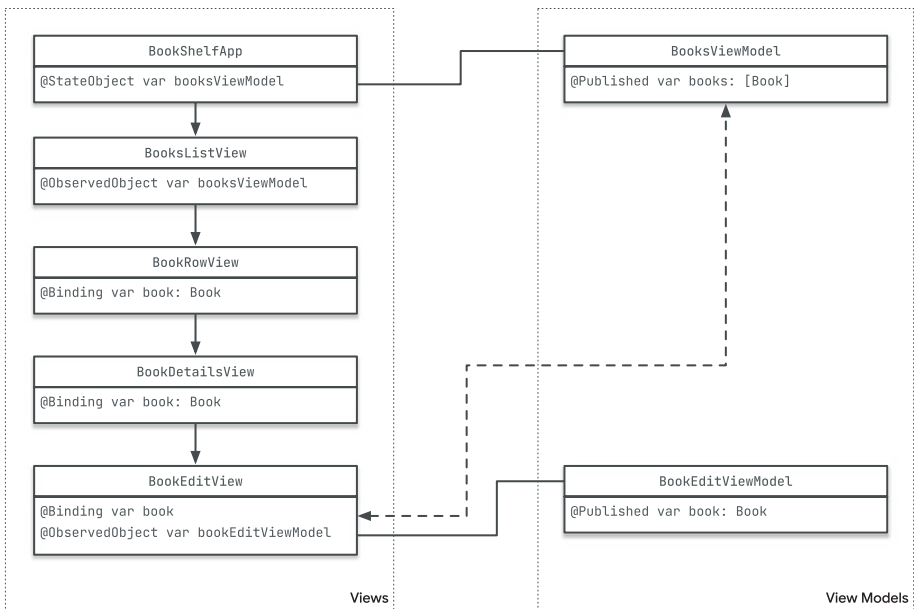 BookShelfApp
@StateObject var booksViewModel
BooksListView
@ObservedObject var booksViewModel
BookRowView
@Binding var book: Book
BookDetailsView
@Binding var book: Book
BookEditView
@Binding var book
@ObservedObject var bookEditViewModel
Views
BooksViewModel
@Published var books: [Book]
BookEditViewModel
@Published var book: Book
View Models